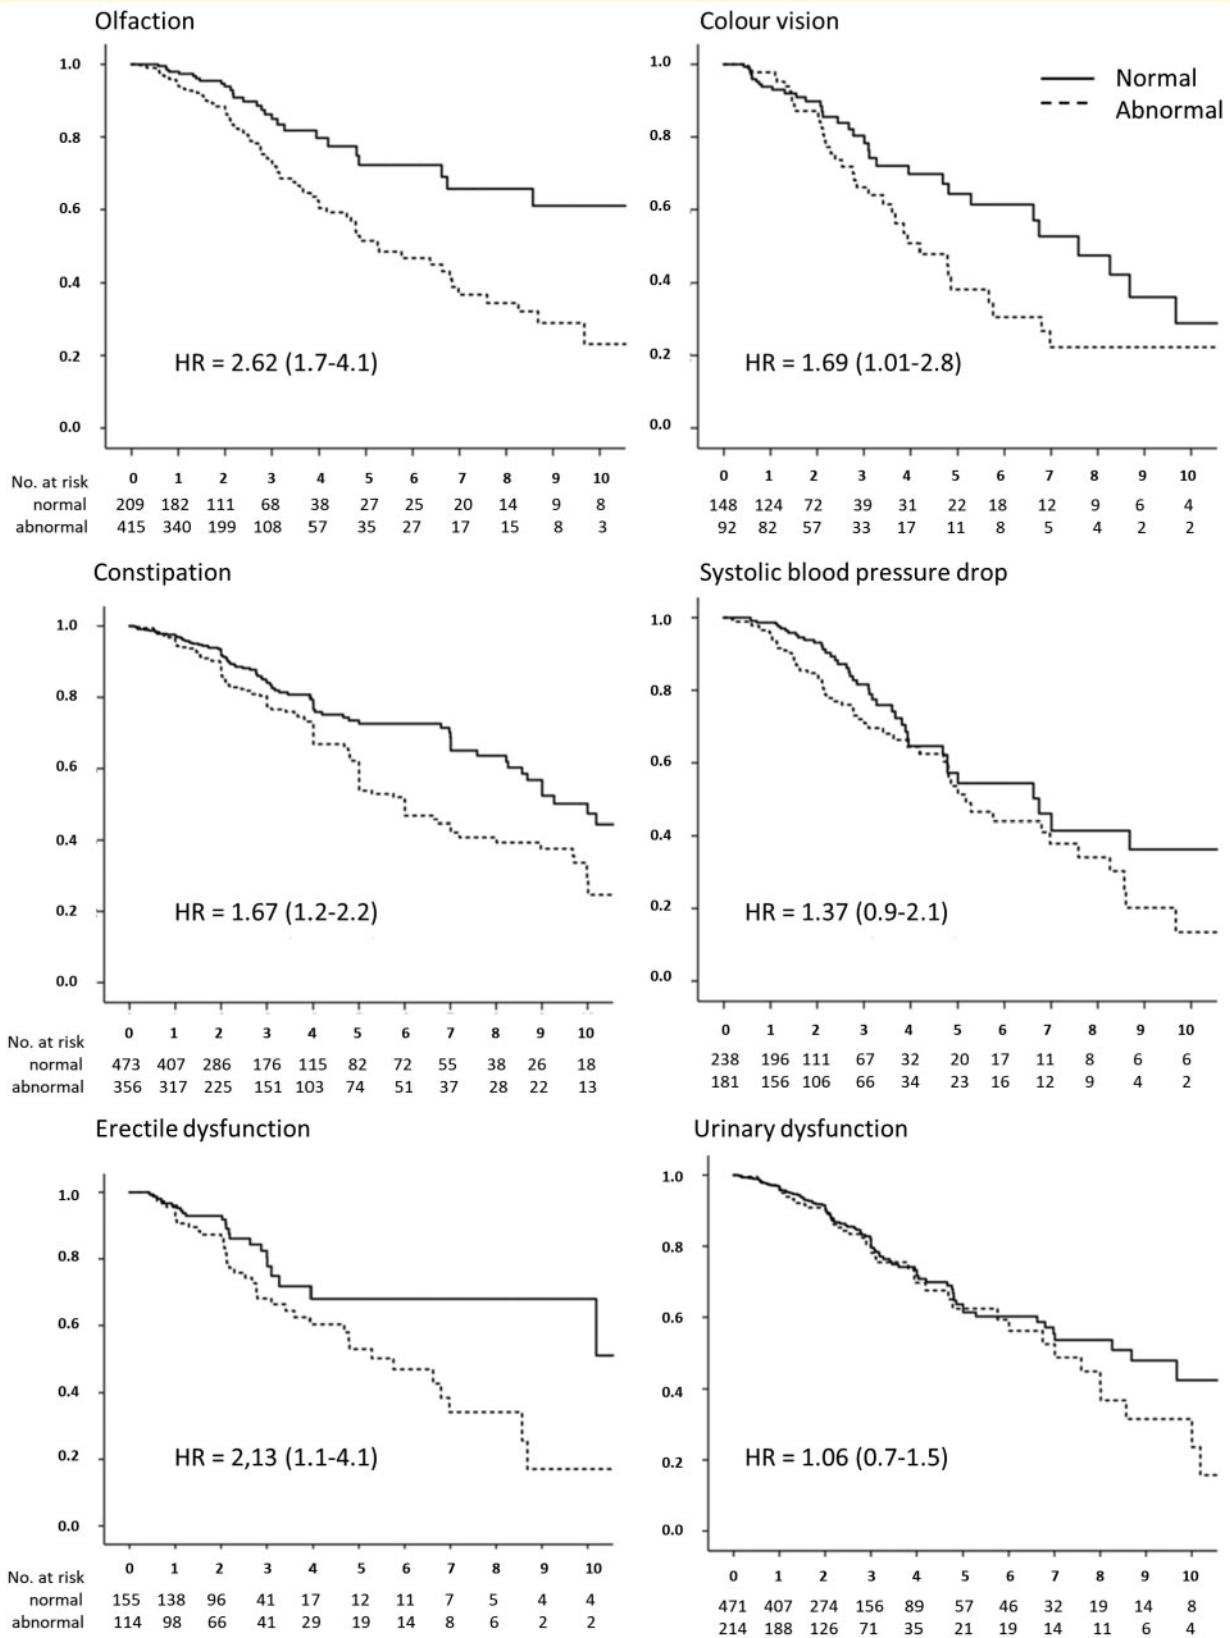 Olfaction
1.0
0.8
0.6
0.4
0.2
0.0
HR = 2.62 (1.7-4.1)
0 1 2 3 4 5 6 7 8 9 10
No. at risk
normal 209 182 111 68 38 27 25 20 14 9 8
abnormal 415 340 199 108 57 35 27 17 15 8 3
Colour vision
Normal
Abnormal
1.0
0.8
0.6
0.4
0.2
0.0
HR = 1.69 (1.01-2.8)
0 1 2 3 4 5 6 7 8 9 10
148 124 72 39 31 22 18 12 9 6 4
92 82 57 33 17 11 8 5 4 2 2
Constipation
1.0
0.8
0.6
0.4
0.2
0.0
HR = 1.67 (1.2-2.2)
0 1 2 3 4 5 6 7 8 9 10
No. at risk
normal 473 407 286 176 115 82 72 55 38 26 18
abnormal 356 317 225 151 103 74 51 37 28 22 13
Systolic blood pressure drop
1.0
0.8
0.6
0.4
0.2
0.0
HR = 1.37 (0.9-2.1)
0 1 2 3 4 5 6 7 8 9 10
238 196 111 67 32 20 17 11 8 6 6
181 156 106 66 34 23 16 12 9 4 2
Erectile dysfunction
1.0
0.8
0.6
0.4
0.2
0.0
HR = 2,13 (1.1-4.1)
0 1 2 3 4 5 6 7 8 9 10
No. at risk
normal 155 138 96 41 17 12 11 7 5 4 4
abnormal 114 98 66 41 29 19 14 8 6 2 2
Urinary dysfunction
1.0
0.8
0.6
0.4
0.2
0.0
HR = 1.06 (0.7-1.5)
0 1 2 3 4 5 6 7 8 9 10
471 407 274 156 89 57 46 32 19 14 8
214 188 126 71 35 21 19 14 11 6 4